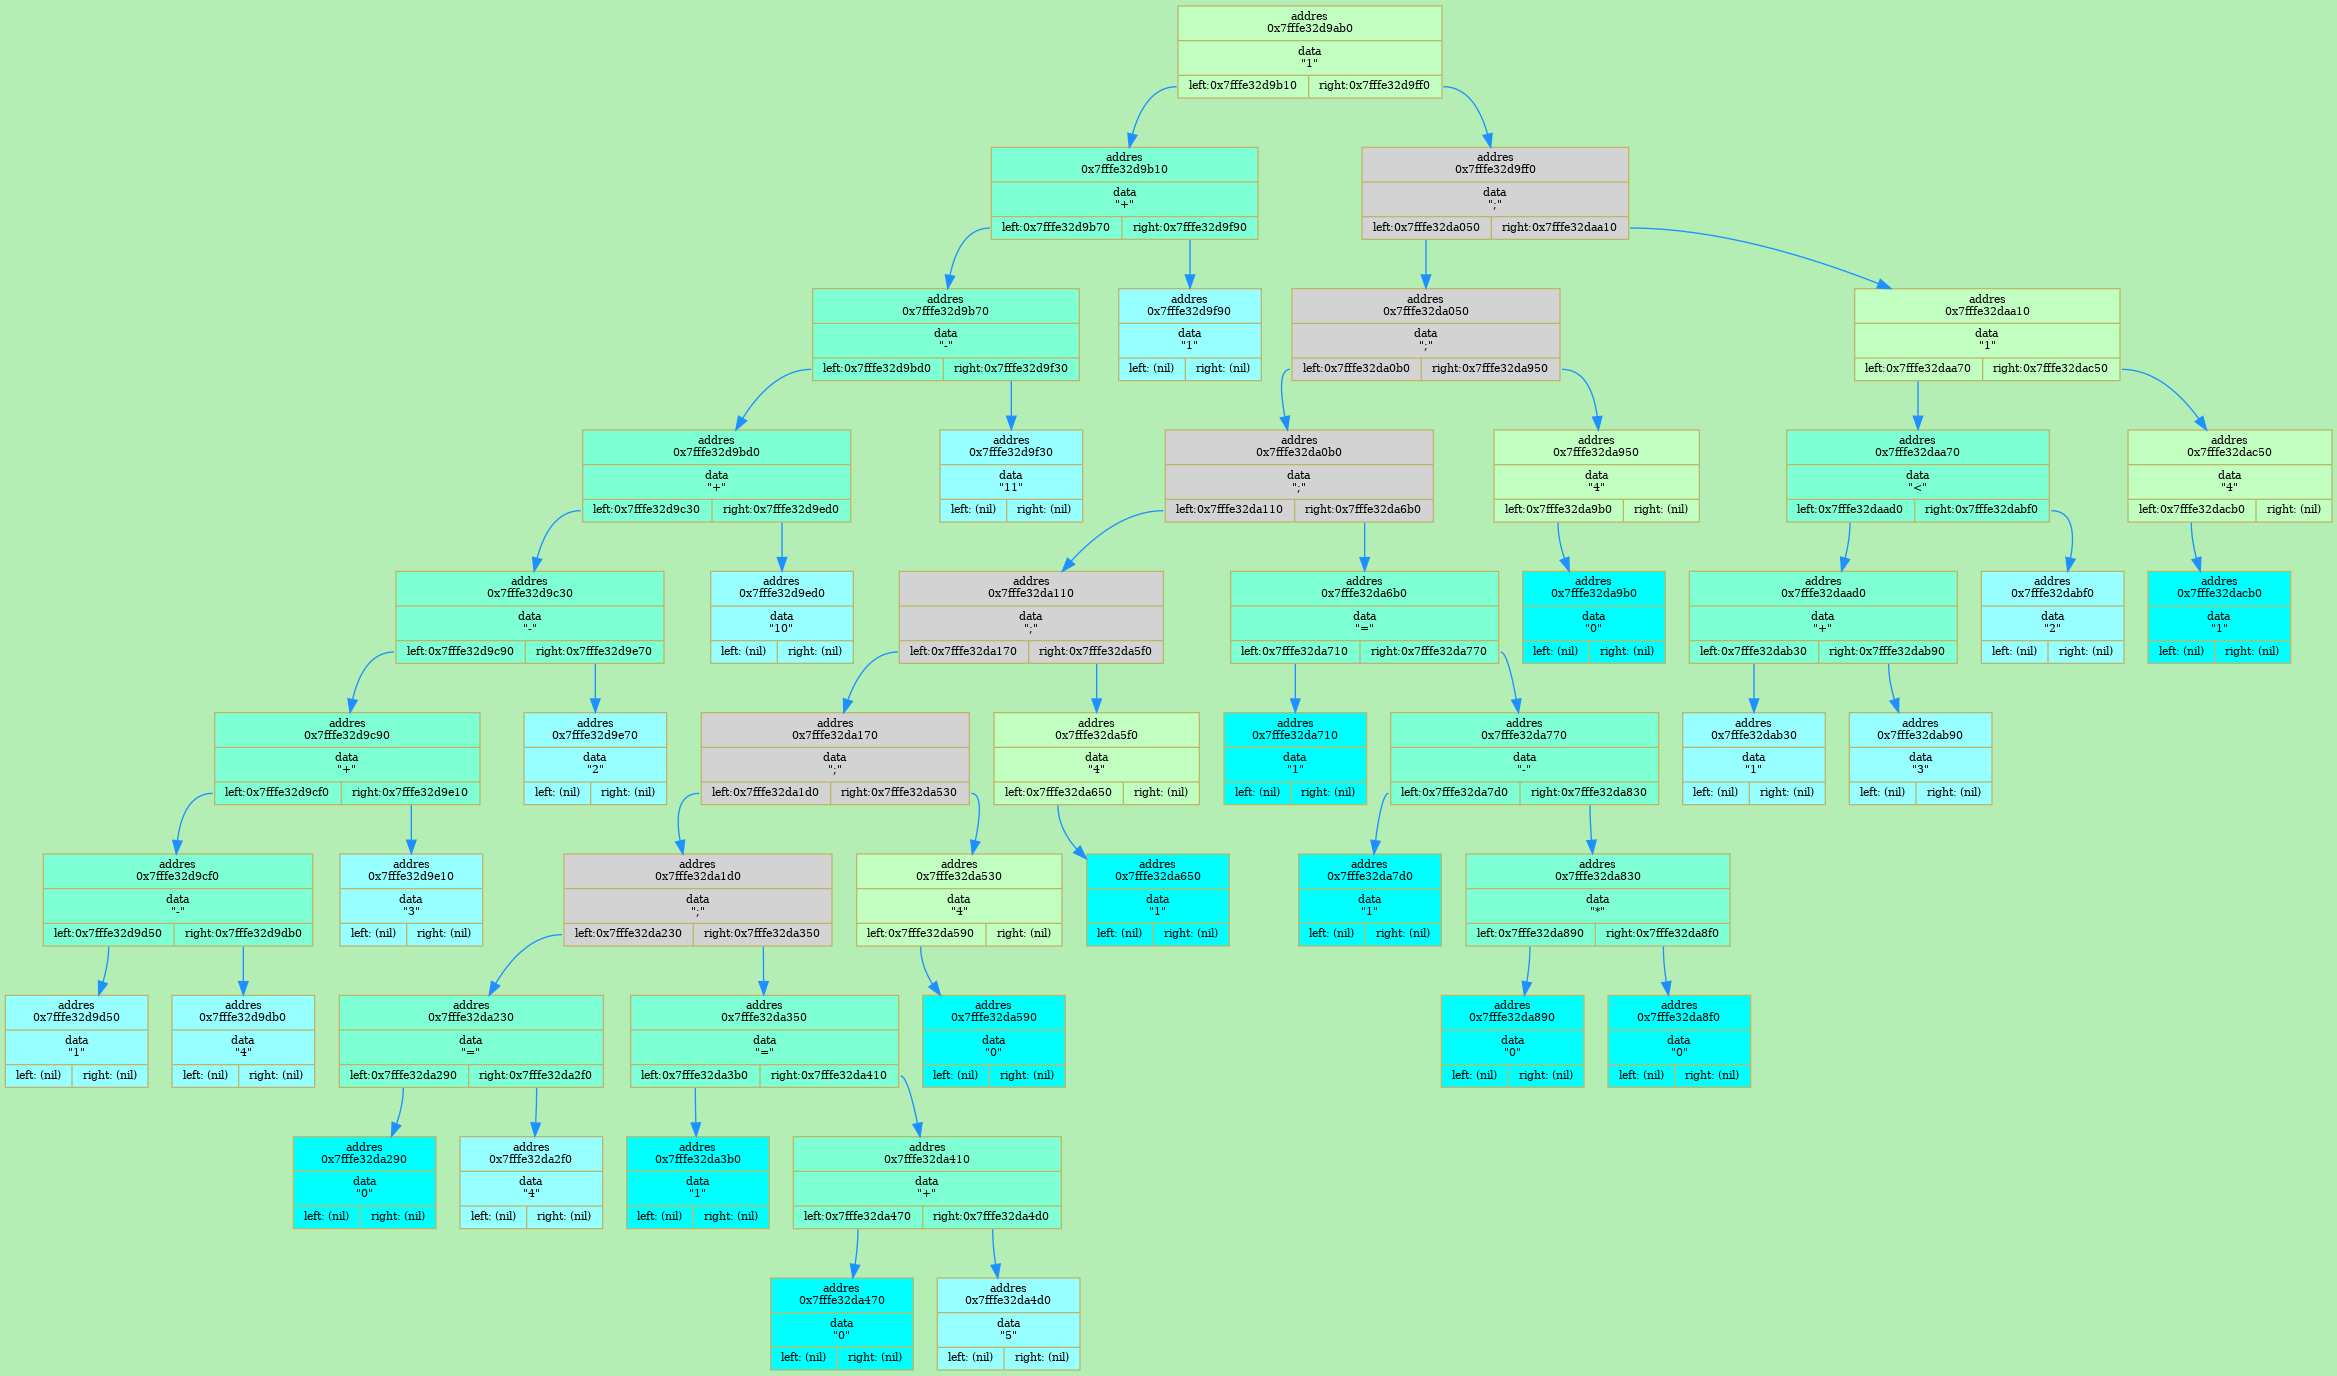 addres
0x7fffe32d9ab0
data
"1"
left:0x7fffe32d9b10 right:0x7fffe32d9ff0
addres
0x7fffe32d9b10
data
"+"
left:0x7fffe32d9b70 right:0x7fffe32d9f90
addres
0x7fffe32d9ff0
data
";"
left:0x7fffe32da050 right:0x7fffe32daa10
addres
0x7fffe32d9b70
data
"-"
left:0x7fffe32d9bd0 right:0x7fffe32d9f30
addres
0x7fffe32d9f90
data
"1"
left: (nil) right: (nil)
addres
0x7fffe32da050
data
";"
left:0x7fffe32da0b0 right:0x7fffe32da950
addres
0x7fffe32daa10
data
"1"
left:0x7fffe32daa70 right:0x7fffe32dac50
addres
0x7fffe32d9bd0
data
"+"
left:0x7fffe32d9c30 right:0x7fffe32d9ed0
addres
0x7fffe32d9f30
data
"11"
left: (nil) right: (nil)
addres
0x7fffe32da0b0
data
";"
left:0x7fffe32da110 right:0x7fffe32da6b0
addres
0x7fffe32da950
data
"4"
left:0x7fffe32da9b0 right: (nil)
addres
0x7fffe32daa70
data
"<"
left:0x7fffe32daad0 right:0x7fffe32dabf0
addres
0x7fffe32dac50
data
"4"
left:0x7fffe32dacb0 right: (nil)
addres
0x7fffe32d9c30
data
"-"
left:0x7fffe32d9c90 right:0x7fffe32d9e70
addres
0x7fffe32d9ed0
data
"10"
left: (nil) right: (nil)
addres
0x7fffe32da110
data
";"
left:0x7fffe32da170 right:0x7fffe32da5f0
addres
0x7fffe32da6b0
data
"="
left:0x7fffe32da710 right:0x7fffe32da770
addres
0x7fffe32da9b0
data
"0"
left: (nil) right: (nil)
addres
0x7fffe32daad0
data
"+"
left:0x7fffe32dab30 right:0x7fffe32dab90
addres
0x7fffe32dabf0
data
"2"
left: (nil) right: (nil)
addres
0x7fffe32dacb0
data
"1"
left: (nil) right: (nil)
addres
0x7fffe32d9c90
data
"+"
left:0x7fffe32d9cf0 right:0x7fffe32d9e10
addres
0x7fffe32d9e70
data
"2"
left: (nil) right: (nil)
addres
0x7fffe32da170
data
";"
left:0x7fffe32da1d0 right:0x7fffe32da530
addres
0x7fffe32da5f0
data
"4"
left:0x7fffe32da650 right: (nil)
addres
0x7fffe32da710
data
"1"
left: (nil) right: (nil)
addres
0x7fffe32da770
data
"-"
left:0x7fffe32da7d0 right:0x7fffe32da830
addres
0x7fffe32dab30
data
"1"
left: (nil) right: (nil)
addres
0x7fffe32dab90
data
"3"
left: (nil) right: (nil)
addres
0x7fffe32d9cf0
data
"-"
left:0x7fffe32d9d50 right:0x7fffe32d9db0
addres
0x7fffe32d9e10
data
"3"
left: (nil) right: (nil)
addres
0x7fffe32da1d0
data
";"
left:0x7fffe32da230 right:0x7fffe32da350
addres
0x7fffe32da530
data
"4"
left:0x7fffe32da590 right: (nil)
addres
0x7fffe32da650
data
"1"
left: (nil) right: (nil)
addres
0x7fffe32da7d0
data
"1"
left: (nil) right: (nil)
addres
0x7fffe32da830
data
"*"
left:0x7fffe32da890 right:0x7fffe32da8f0
addres
0x7fffe32d9d50
data
"1"
left: (nil) right: (nil)
addres
0x7fffe32d9db0
data
"4"
left: (nil) right: (nil)
addres
0x7fffe32da230
data
"="
left:0x7fffe32da290 right:0x7fffe32da2f0
addres
0x7fffe32da350
data
"="
left:0x7fffe32da3b0 right:0x7fffe32da410
addres
0x7fffe32da590
data
"0"
left: (nil) right: (nil)
addres
0x7fffe32da890
data
"0"
left: (nil) right: (nil)
addres
0x7fffe32da8f0
data
"0"
left: (nil) right: (nil)
addres
0x7fffe32da290
data
"0"
left: (nil) right: (nil)
addres
0x7fffe32da2f0
data
"4"
left: (nil) right: (nil)
addres
0x7fffe32da3b0
data
"1"
left: (nil) right: (nil)
addres
0x7fffe32da410
data
"+"
left:0x7fffe32da470 right:0x7fffe32da4d0
addres
0x7fffe32da470
data
"0"
left: (nil) right: (nil)
addres
0x7fffe32da4d0
data
"5"
left: (nil) right: (nil)